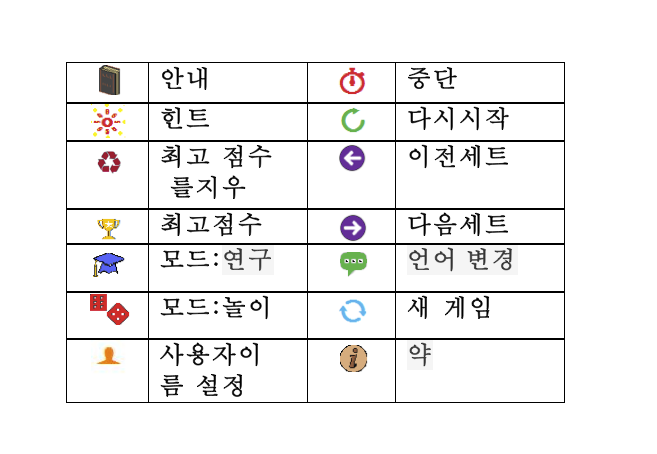 안내
중단
힌트
다시시작
최고 점수
를지우
이전세트
최고점수
다음세트
모드:연구
언어 변경
모드:놀이
새 게임
사용자이
름 설정
약